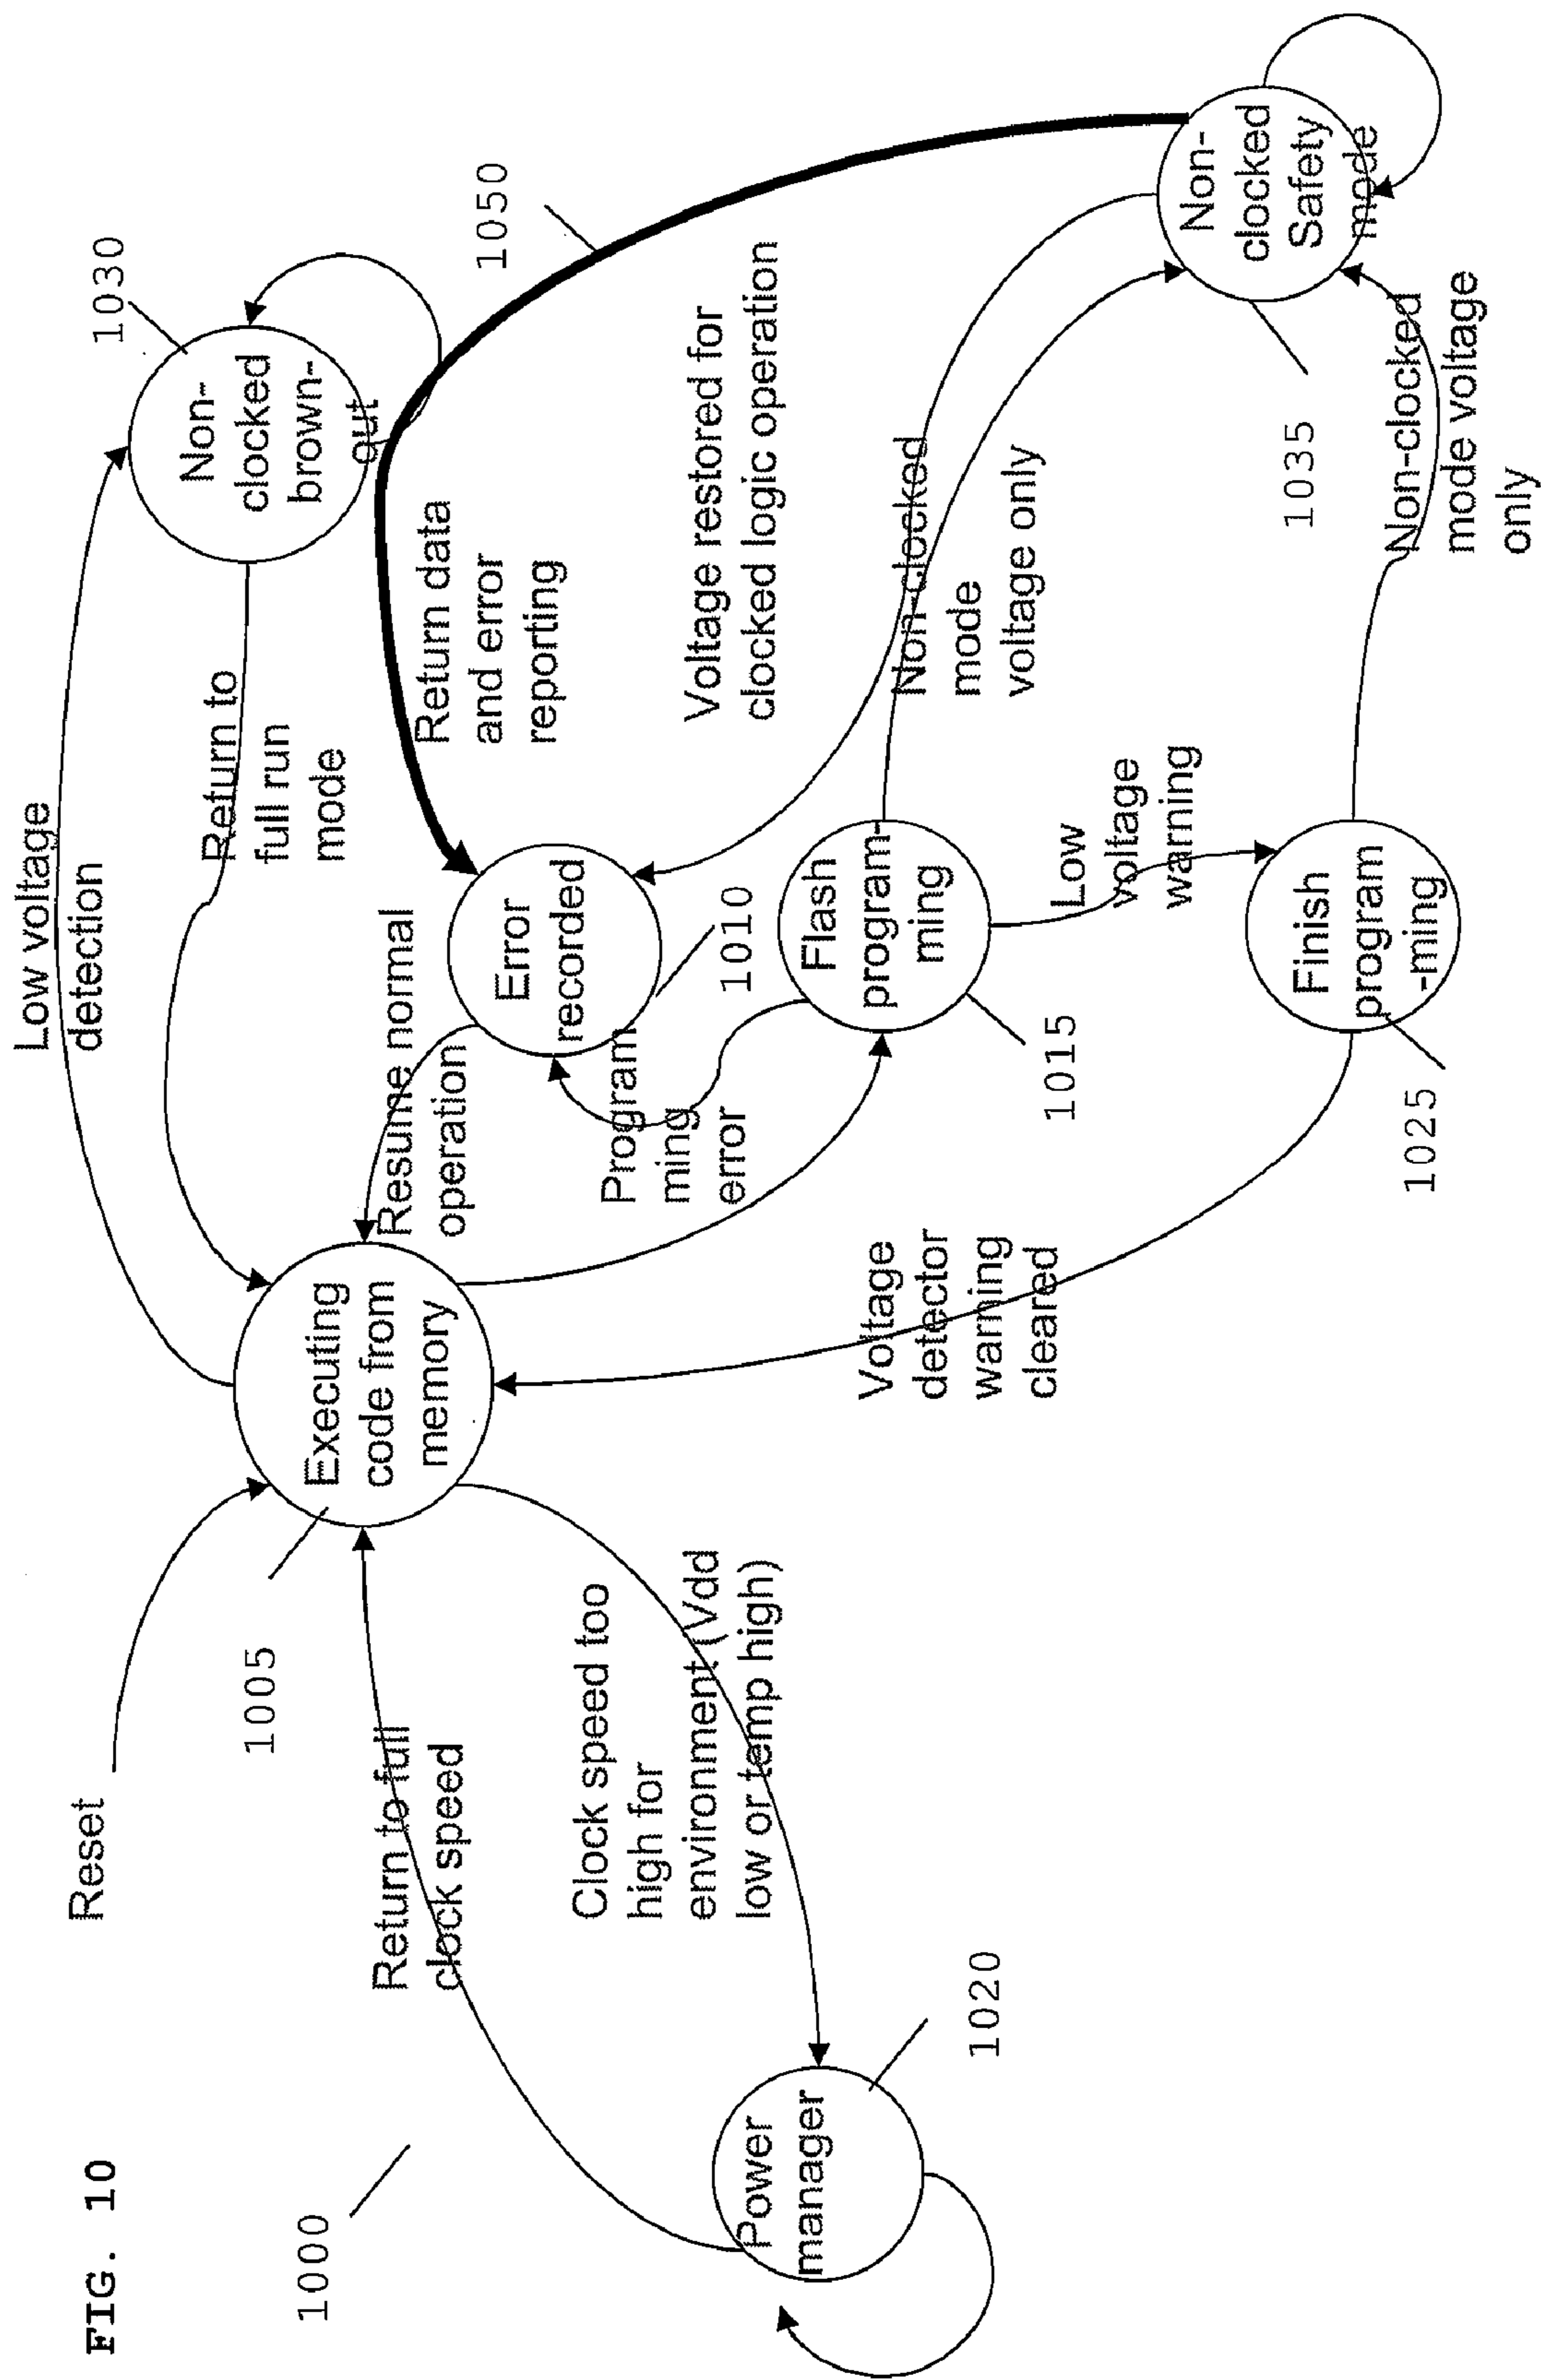 FIG. 10
1000
Reset
1005
Low voltage
detection
1030
Non-
clocked
brown-
out
Return to
full run
mode
1050
Executing
code from
memory
Resume normal
operation
Error
recorded
1010
Return data
and error
reporting
Return to full
clock speed
Clock speed too
high for
environment (Vdd
low or temp high)
Program
ming
error
Voltage restored for
clocked logic operation
Power
manager
1020
Flash
program-
ming
1015
Non-clocked
mode
voltage only
Voltage
detector
warning
cleared
Low
voltage
warning
Non-
clocked
Safety
mode
1035
Finish
program
-ming
1025
Non-clocked
mode voltage
only